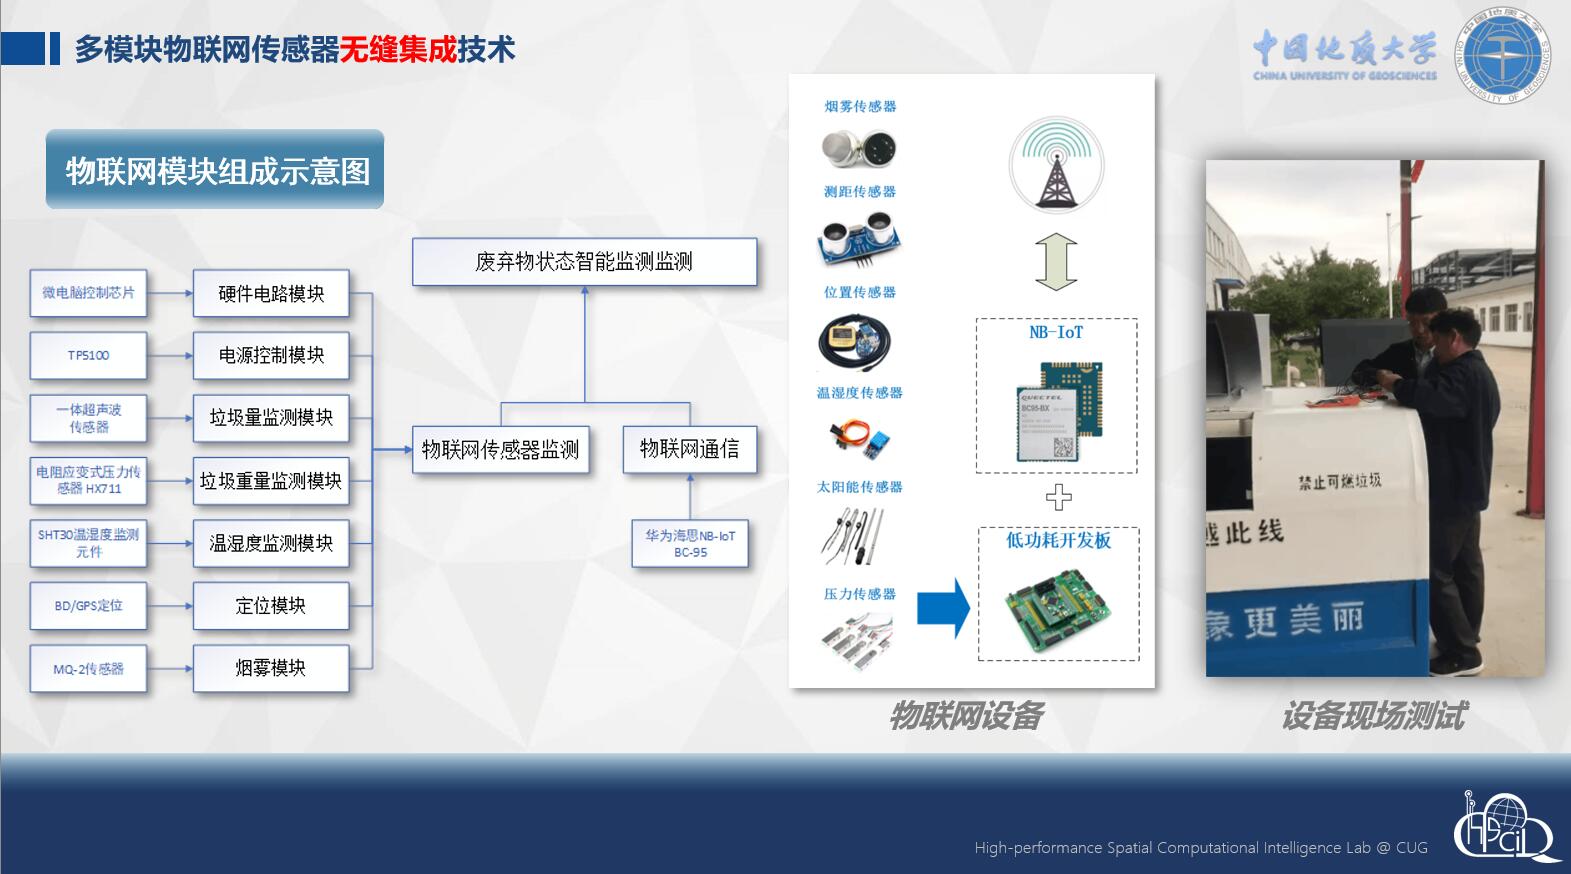 多模块物联网传感器无缝集成技术
中国地质大学
CHINA UNIVERSITY OF GEOSCIENCES
物联网模块组成示意图
废弃物状态智能监测监测
微电脑控制芯片
硬件电路模块
TP5100
电源控制模块
一体超声波
传感器
垃圾量监测模块
电阻应变式压力传
感器 HX711
垃圾重量监测模块
SHT30温湿度监测
元件
温湿度监测模块
BD/GPS定位
定位模块
MQ-2传感器
烟雾模块
物联网传感器监测
物联网通信
华为海思NB-IoT
BC-95
烟雾传感器
测距传感器
位置传感器
温湿度传感器
太阳能传感器
压力传感器
NB-IoT
QUECTEL
BC95-BX
低功耗开发板
物联网设备
禁止可燃垃圾
越此线
象更美丽
设备现场测试
High-performance Spatial Computational Intelligence Lab @ CUG
HPSCIL